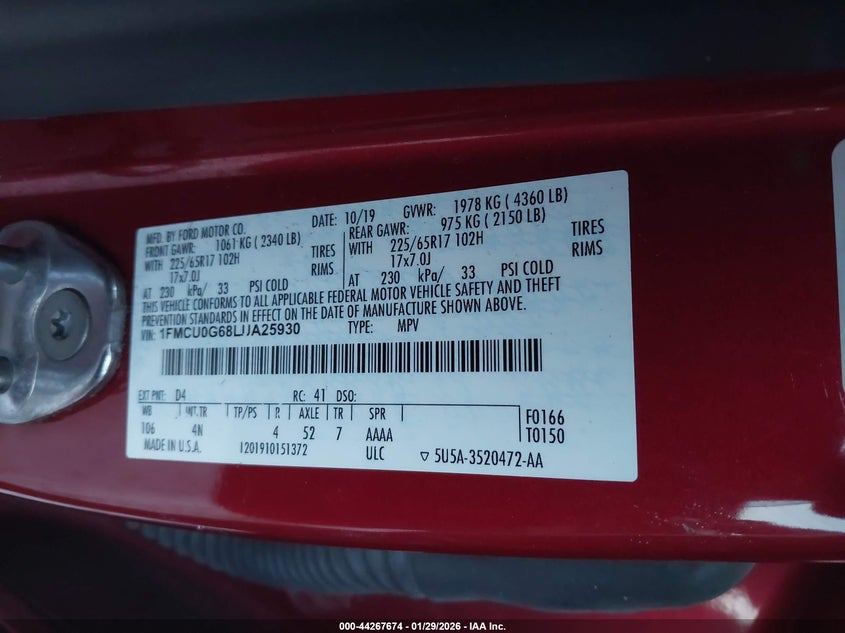 MFD. BY FORD MOTOR CO. DATE: 10/19 GVWR: 1978 KG ( 4360 LB)
FRONT GAWR: 1061 KG ( 2340 LB) REAR GAWR: 975 KG ( 2150 LB)
WITH 225/65R17 102H TIRES WITH 225/65R17 102H TIRES
17x7.0J RIMS 17x7.0J RIMS
AT 230 kPa/ 33 PSI COLD AT 230 kPa/ 33 PSI COLD
THIS VEHICLE CONFORMS TO ALL APPLICABLE FEDERAL MOTOR VEHICLE SAFETY AND THEFT
PREVENTION STANDARDS IN EFFECT ON THE DATE OF MANUFACTURE SHOWN ABOVE.
VIN: 1FMCU0G68LUA25930 TYPE: MPV
EXT PNT: D4 RC: 41 DSO:
WB INT.TR TP/PS R AXLE TR SPR F0166
106 4N 4 52 7 AAAA T0150
MADE IN U.S.A. 1201910151372 ULC ▽ 5U5A-3520472-AA
000-44267674 | 01/29/2026 - IAA Inc.